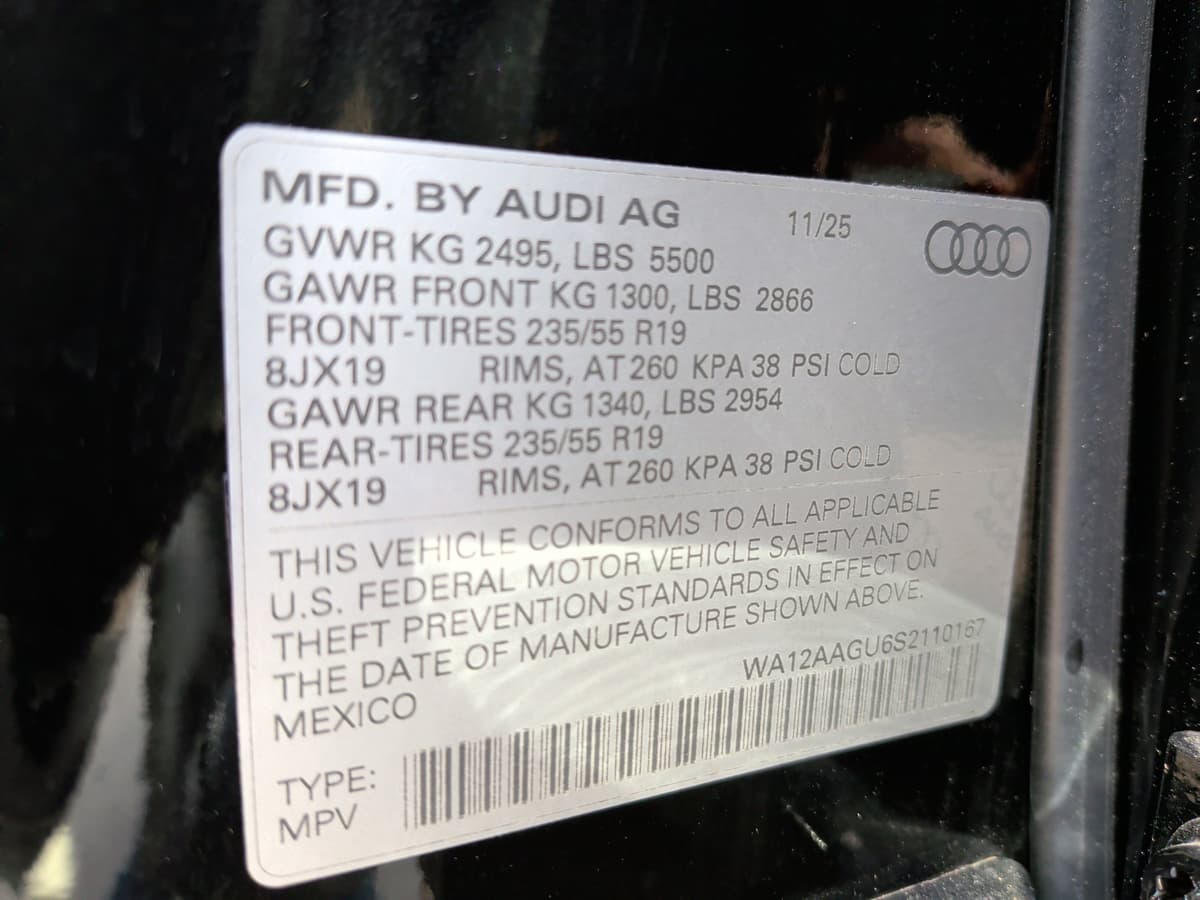 MFD. BY AUDI AG 11/25
GVWR KG 2495, LBS 5500
GAWR FRONT KG 1300, LBS 2866
FRONT-TIRES 235/55 R19
8JX19 RIMS, AT 260 KPA 38 PSI COLD
GAWR REAR KG 1340, LBS 2954
REAR-TIRES 235/55 R19
8JX19 RIMS, AT 260 KPA 38 PSI COLD
THIS VEHICLE CONFORMS TO ALL APPLICABLE
U.S. FEDERAL MOTOR VEHICLE SAFETY AND
THEFT PREVENTION STANDARDS IN EFFECT ON
THE DATE OF MANUFACTURE SHOWN ABOVE.
MEXICO WA12AAGU6S2110167
TYPE:
MPV